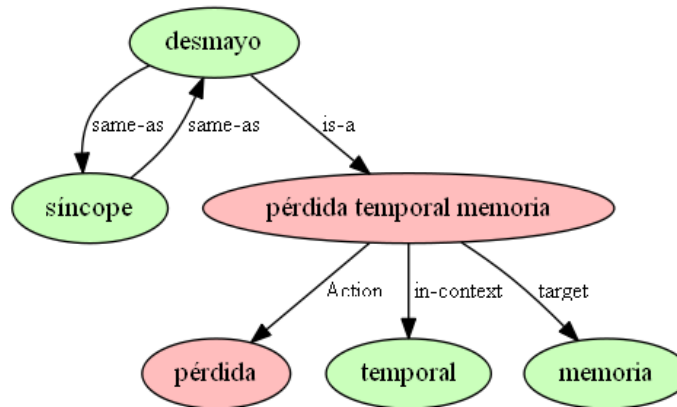 desmayo
same-as same-as is-a
síncope pérdida temporal memoria
Action in-context target
pérdida temporal memoria